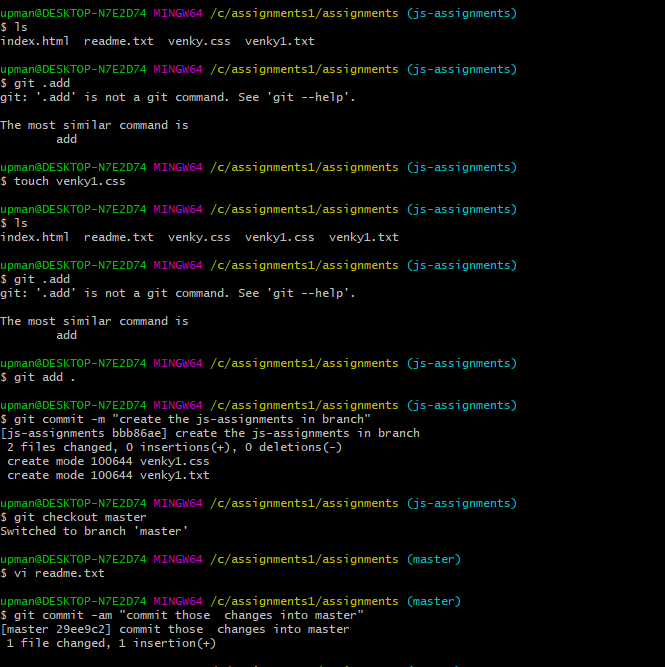 upman@DESKTOP-N7E2D74 MINGW64 /c/assignments1/assignments (js-assignments)
$ ls
index.html  readme.txt  venky.css  venky1.txt
upman@DESKTOP-N7E2D74 MINGW64 /c/assignments1/assignments (js-assignments)
$ git .add
git: '.add' is not a git command. See 'git --help'.
The most similar command is
        add
upman@DESKTOP-N7E2D74 MINGW64 /c/assignments1/assignments (js-assignments)
$ touch venky1.css
upman@DESKTOP-N7E2D74 MINGW64 /c/assignments1/assignments (js-assignments)
$ ls
index.html  readme.txt  venky.css  venky1.css  venky1.txt
upman@DESKTOP-N7E2D74 MINGW64 /c/assignments1/assignments (js-assignments)
$ git .add
git: '.add' is not a git command. See 'git --help'.
The most similar command is
        add
upman@DESKTOP-N7E2D74 MINGW64 /c/assignments1/assignments (js-assignments)
$ git add .
upman@DESKTOP-N7E2D74 MINGW64 /c/assignments1/assignments (js-assignments)
$ git commit -m "create the js-assignments in branch"
[js-assignments bbb86ae] create the js-assignments in branch
 2 files changed, 0 insertions(+), 0 deletions(-)
 create mode 100644 venky1.css
 create mode 100644 venky1.txt
upman@DESKTOP-N7E2D74 MINGW64 /c/assignments1/assignments (js-assignments)
$ git checkout master
Switched to branch 'master'
upman@DESKTOP-N7E2D74 MINGW64 /c/assignments1/assignments (master)
$ vi readme.txt
upman@DESKTOP-N7E2D74 MINGW64 /c/assignments1/assignments (master)
$ git commit -am "commit those  changes into master"
[master 29ee9c2] commit those  changes into master
 1 file changed, 1 insertion(+)